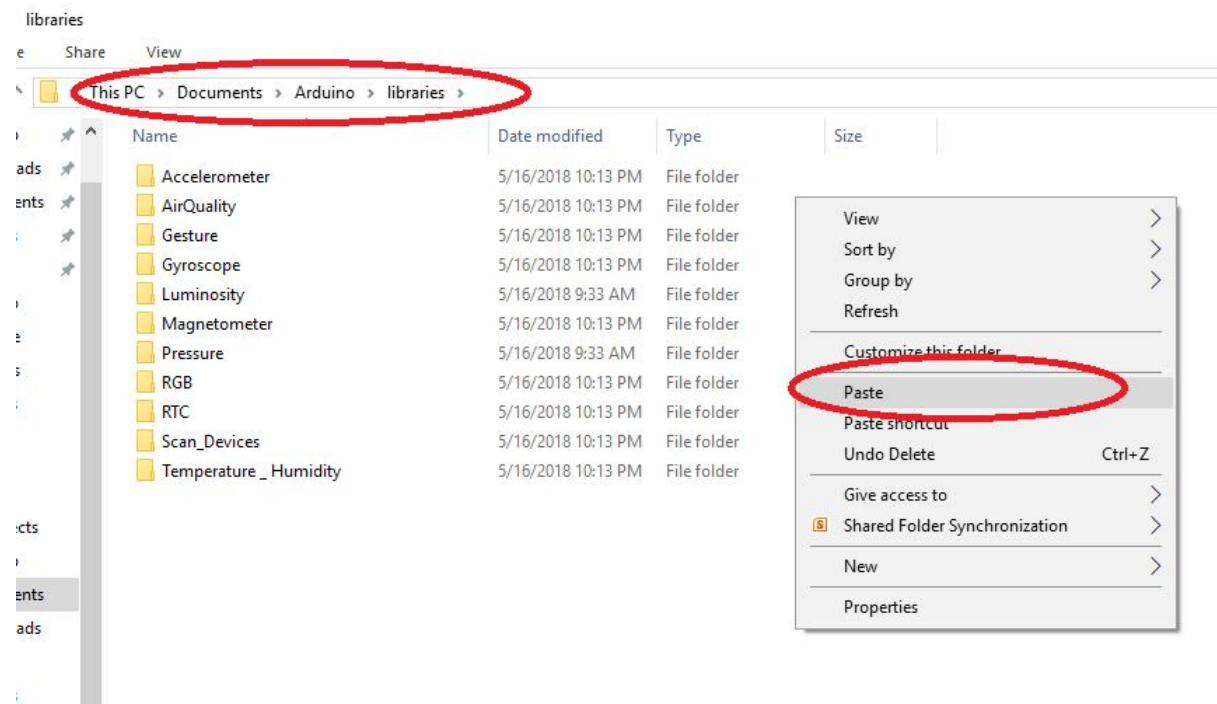 libraries
e Share View
This PC > Documents > Arduino > libraries >
Name Date modified Type Size
ads
ents
Accelerometer 5/16/2018 10:13 PM File folder
AirQuality 5/16/2018 10:13 PM File folder
Gesture 5/16/2018 10:13 PM File folder
Gyroscope 5/16/2018 10:13 PM File folder
Luminosity 5/16/2018 9:33 AM File folder
Magnetometer 5/16/2018 10:13 PM File folder
Pressure 5/16/2018 9:33 AM File folder
RGB 5/16/2018 10:13 PM File folder
RTC 5/16/2018 10:13 PM File folder
Scan_Devices 5/16/2018 10:13 PM File folder
Temperature _ Humidity 5/16/2018 10:13 PM File folder
e
s
ects
ents
ads
View
Sort by
Group by
Refresh
Customize this folder
Paste
Paste shortcut
Undo Delete Ctrl+Z
Give access to
S Shared Folder Synchronization
New
Properties